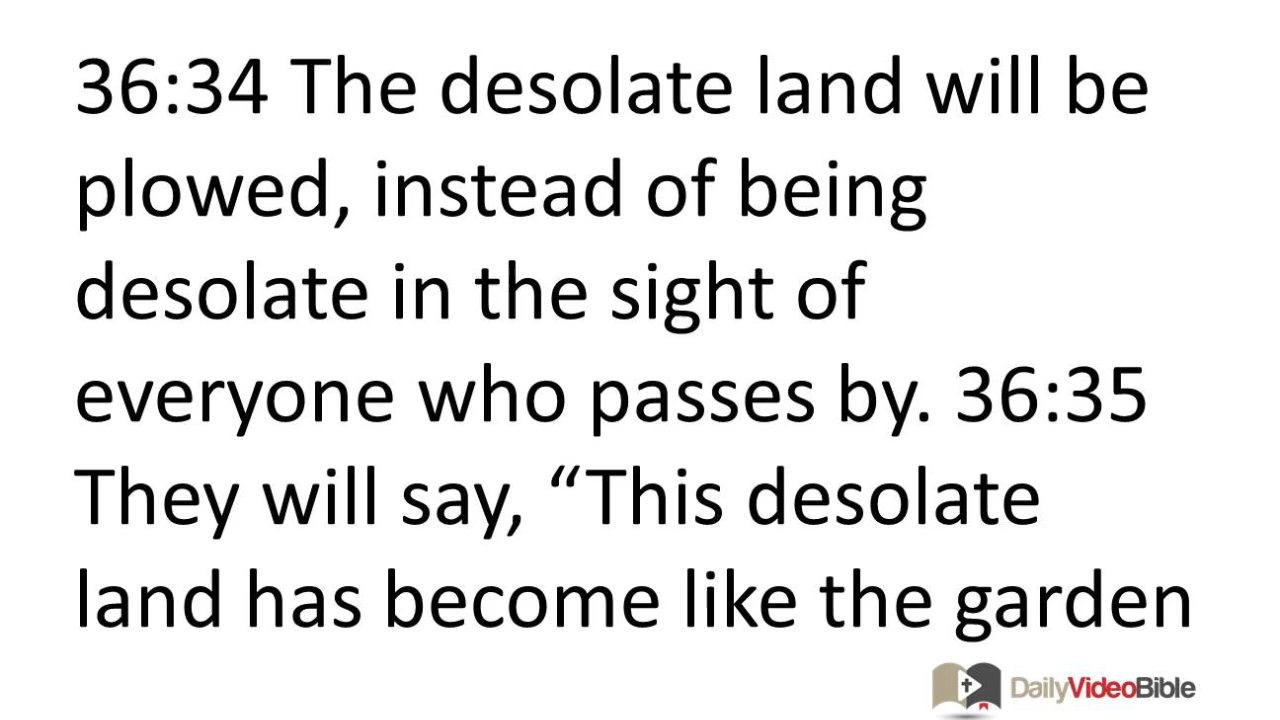 36:34 The desolate land will be
plowed, instead of being
desolate in the sight of
everyone who passes by. 36:35
They will say, “This desolate
land has become like the garden
DailyVideoBible